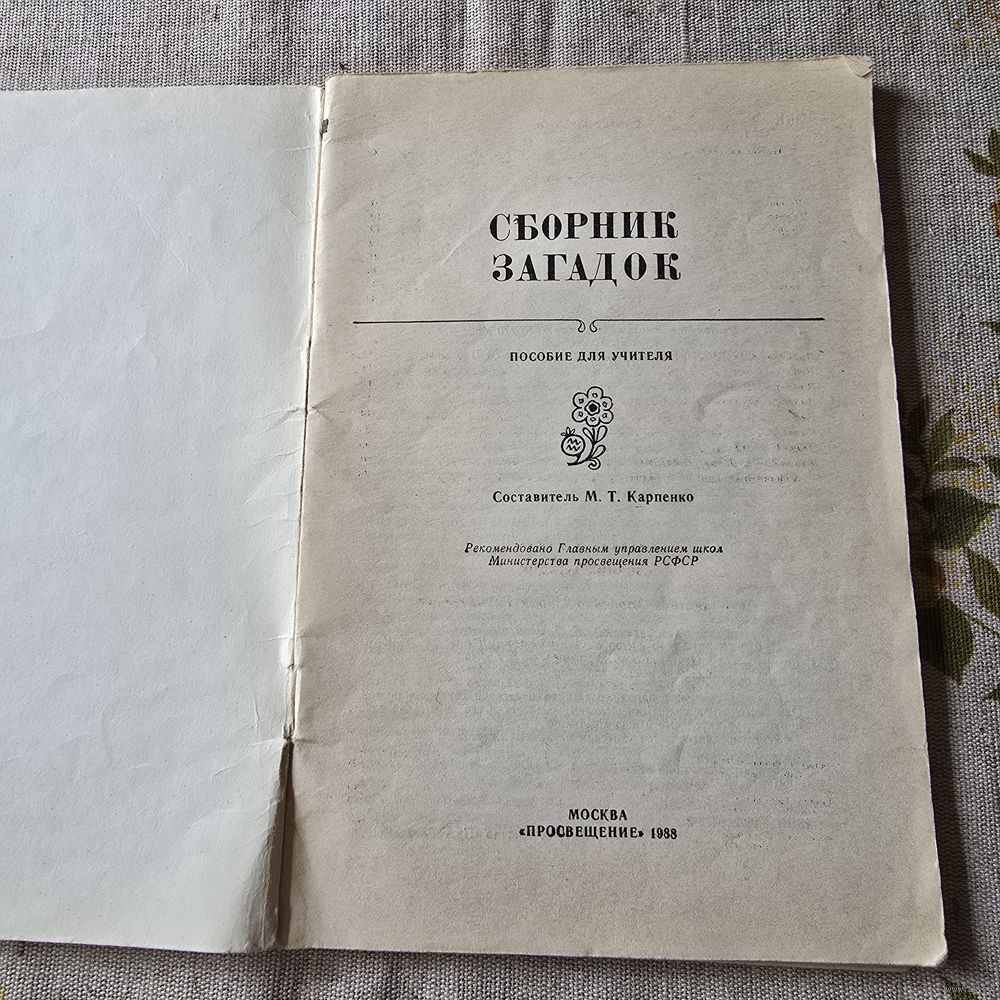 СБОРНИК
ЗАГАДОК
ПОСОБИЕ ДЛЯ УЧИТЕЛЯ
Составитель М. Т. Карпенко
Рекомендовано Главным управлением школ
Министерства просвещения РСФСР
МОСКВА
«ПРОСВЕЩЕНИЕ» 1988